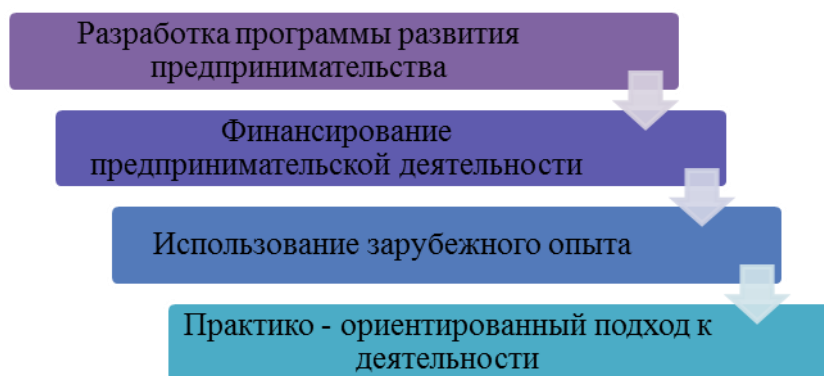 Разработка программы развития
предпринимательства
Финансирование
предпринимательской деятельности
Использование зарубежного опыта
Практико - ориентированный подход к
деятельности